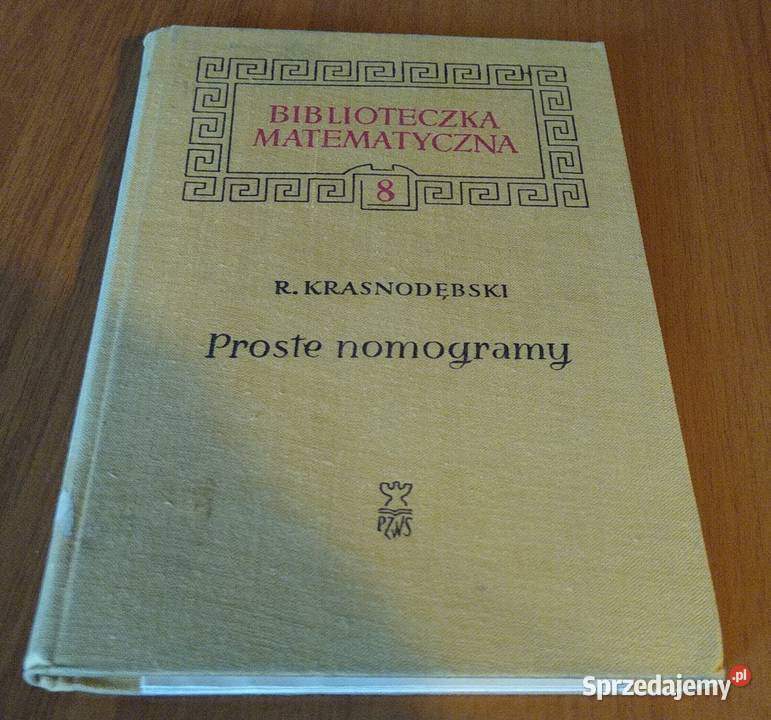 BIBLIOTECZKA
MATEMATYCZNA
8
R. KRASNODĘBSKI
Proste nomogramy
PZWS
Sprzedajemy.pl